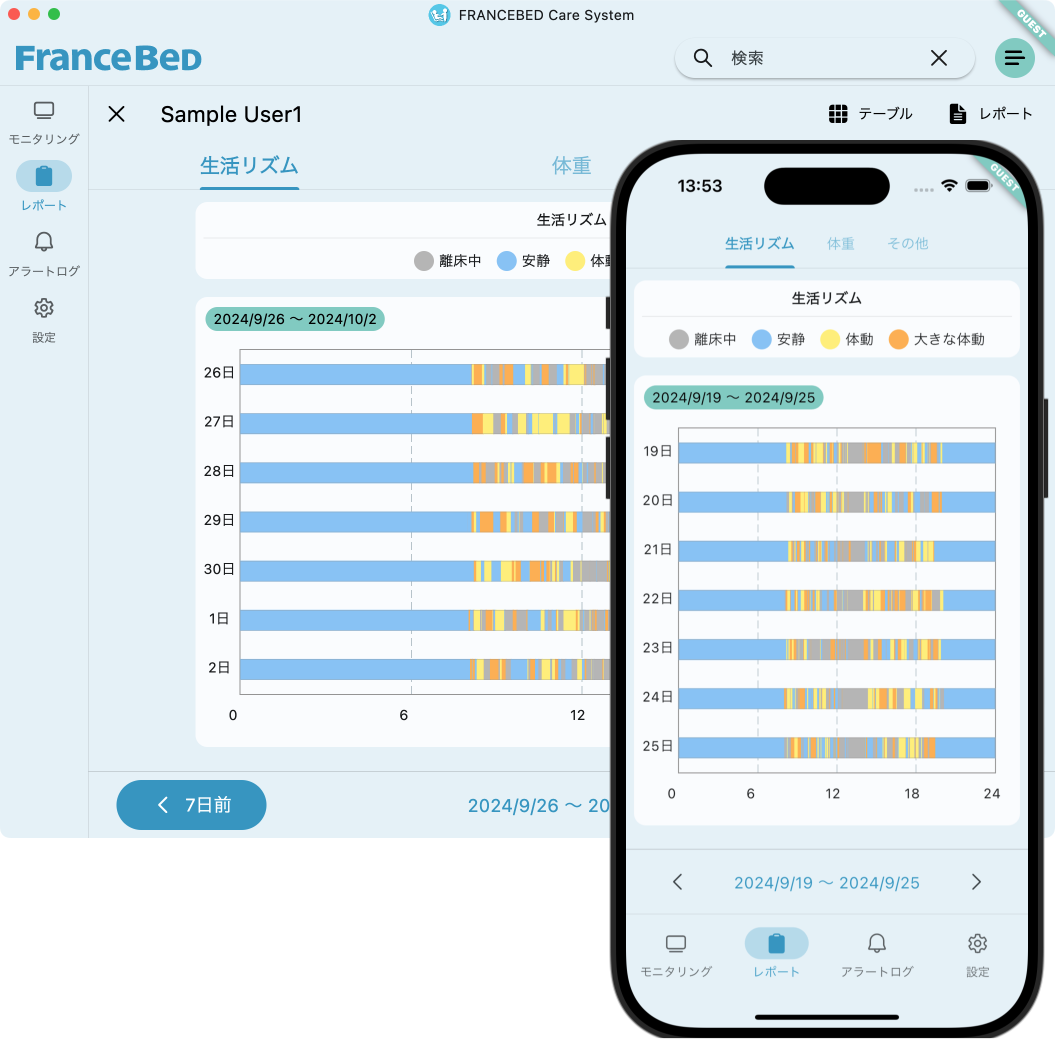 FRANCEBED Care System
GUEST
FRANCEBED
検索
モニタリング
レポート
アラートログ
設定
Sample User1
テーブル
レポート
生活リズム
体重
生活リズム
離床中
安静
体動
2024/9/26 〜 2024/10/2
26日
27日
28日
29日
30日
1日
2日
0
6
12
7日前
2024/9/26 〜 20
13:53
GUEST
生活リズム
体重
その他
生活リズム
離床中
安静
体動
大きな体動
2024/9/19 〜 2024/9/25
19日
20日
21日
22日
23日
24日
25日
0
6
12
18
24
2024/9/19 〜 2024/9/25
モニタリング
レポート
アラートログ
設定